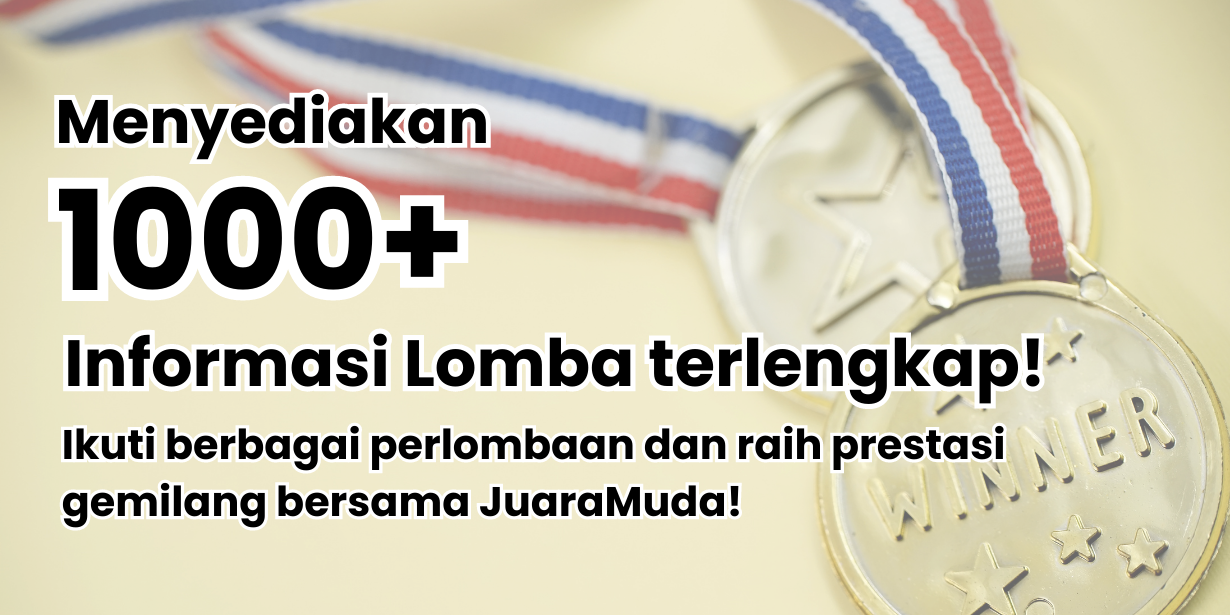 Menyediakan
1000+
Informasi Lomba terlengkap!
Ikuti berbagai perlombaan dan raih prestasi
gemilang bersama JuaraMuda!
WINNER